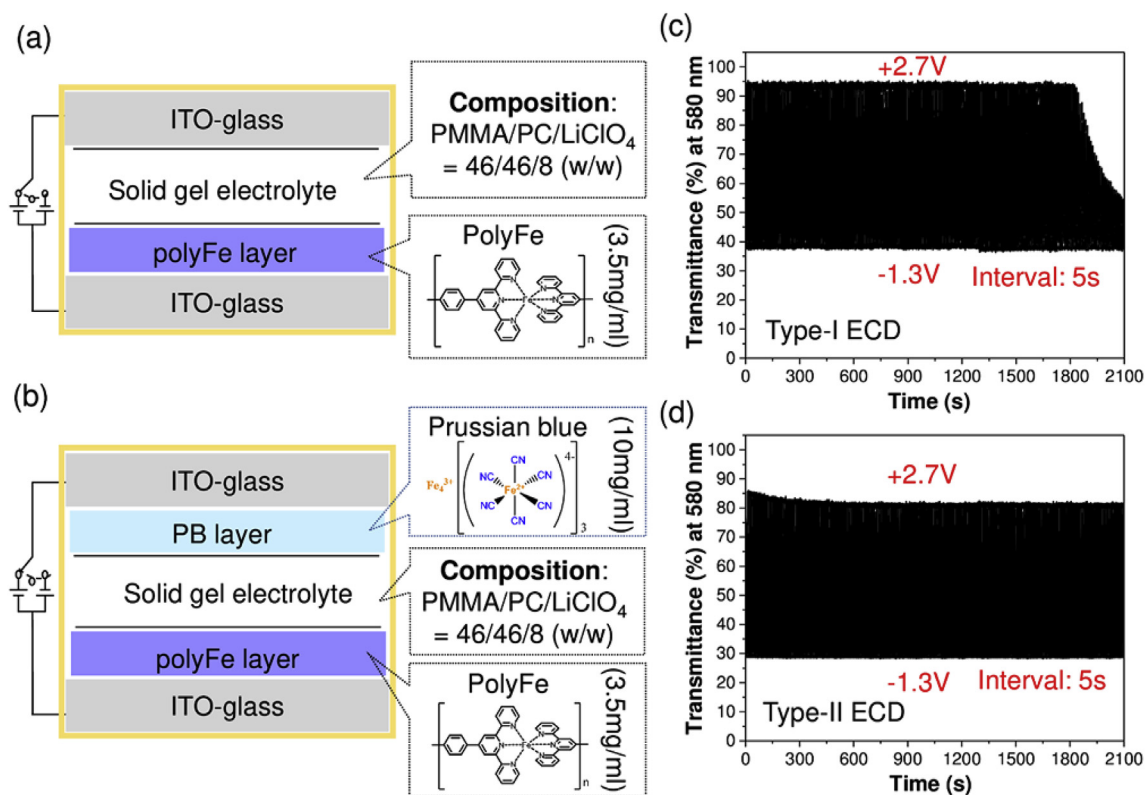 (a)
ITO-glass
Solid gel electrolyte
polyFe layer
ITO-glass
Composition:
PMMA/PC/LiClO4
= 46/46/8 (w/w)
PolyFe
(3.5mg/ml)
N
N
N
Fe
N
N
N
n
(b)
ITO-glass
PB layer
Solid gel electrolyte
polyFe layer
ITO-glass
Prussian blue
(10mg/ml)
Fe4 3+
CN
NC
CN
Fe2+
NC
CN
CN
4-
3
Composition:
PMMA/PC/LiClO4
= 46/46/8 (w/w)
PolyFe
(3.5mg/ml)
N
N
N
Fe
N
N
N
n
(c)
Transmittance (%) at 580 nm
100
90
80
70
60
50
40
30
20
10
0
+2.7V
-1.3V
Interval: 5s
Type-I ECD
0 300 600 900 1200 1500 1800 2100
Time (s)
(d)
Transmittance (%) at 580 nm
100
90
80
70
60
50
40
30
20
10
0
+2.7V
-1.3V
Interval: 5s
Type-II ECD
0 300 600 900 1200 1500 1800 2100
Time (s)